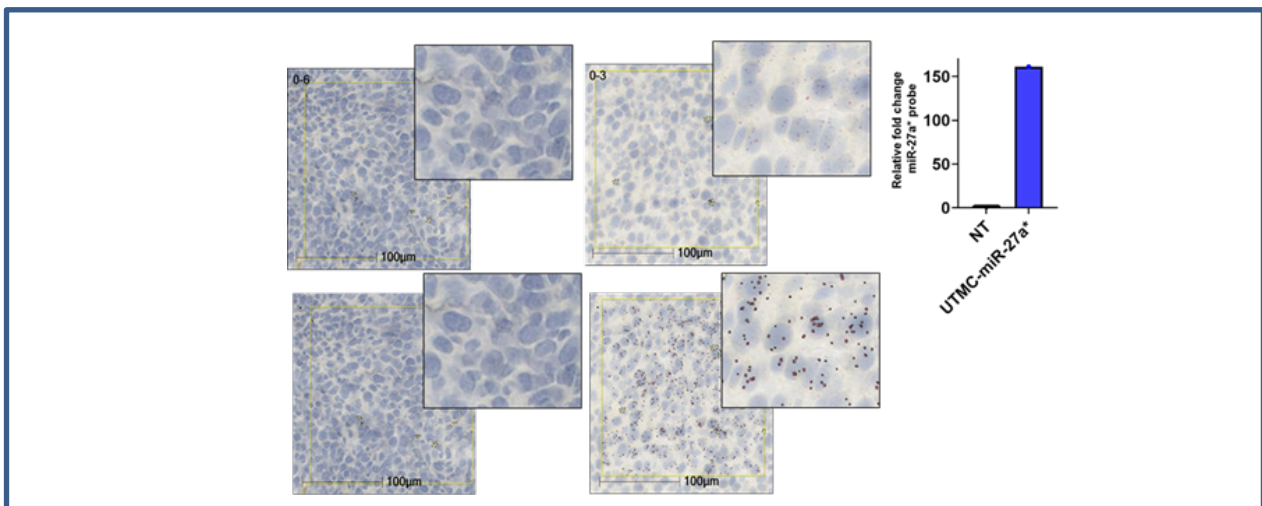 0-6
100μm
0-3
100μm
100μm
100μm
Relative fold change
miR-27a* probe
150
100
50
0
NT
UTMC-miR-27a*